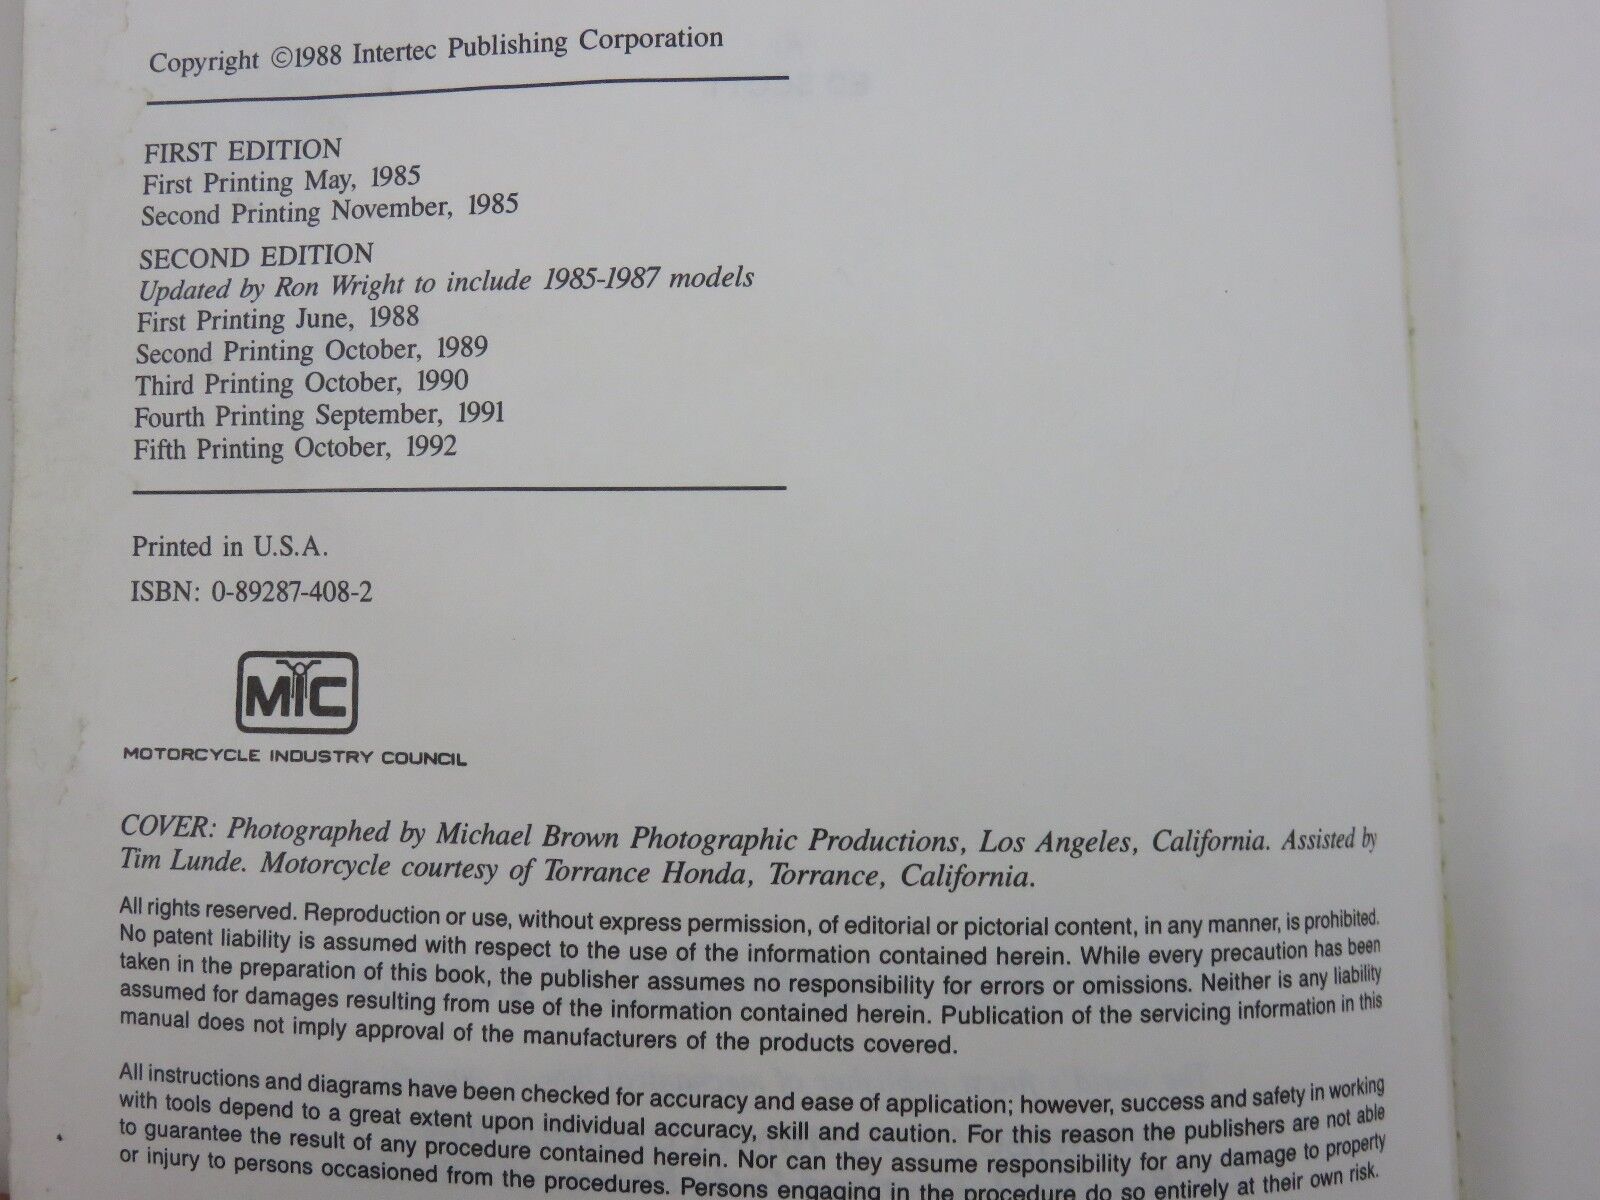 Copyright ©1988 Intertec Publishing Corporation
FIRST EDITION
First Printing May, 1985
Second Printing November, 1985
SECOND EDITION
Updated by Ron Wright to include 1985-1987 models
First Printing June, 1988
Second Printing October, 1989
Third Printing October, 1990
Fourth Printing September, 1991
Fifth Printing October, 1992
Printed in U.S.A.
ISBN: 0-89287-408-2
MIC
MOTORCYCLE INDUSTRY COUNCIL
COVER: Photographed by Michael Brown Photographic Productions, Los Angeles, California. Assisted by
Tim Lunde. Motorcycle courtesy of Torrance Honda, Torrance, California.
All rights reserved. Reproduction or use, without express permission, of editorial or pictorial content, in any manner, is prohibited.
No patent liability is assumed with respect to the use of the information contained herein. While every precaution has been
taken in the preparation of this book, the publisher assumes no responsibility for errors or omissions. Neither is any liability
assumed for damages resulting from use of the information contained herein. Publication of the servicing information in this
manual does not imply approval of the manufacturers of the products covered.
All instructions and diagrams have been checked for accuracy and ease of application; however, success and safety in working
with tools depend to a great extent upon individual accuracy, skill and caution. For this reason the publishers are not able
to guarantee the result of any procedure contained herein. Nor can they assume responsibility for any damage to property
or injury to persons occasioned from the procedures. Persons engaging in the procedure do so entirely at their own risk.